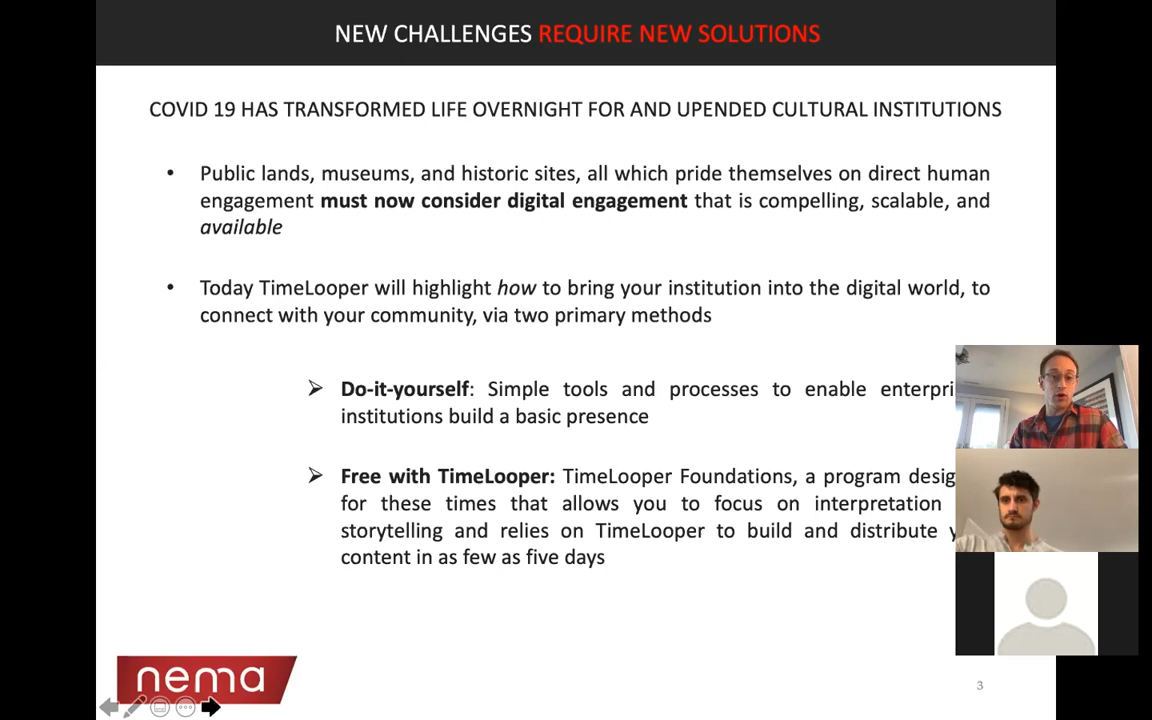 NEW CHALLENGES REQUIRE NEW SOLUTIONS
COVID 19 HAS TRANSFORMED LIFE OVERNIGHT FOR AND UPENDED CULTURAL INSTITUTIONS
• Public lands, museums, and historic sites, all which pride themselves on direct human
engagement must now consider digital engagement that is compelling, scalable, and
available
• Today TimeLooper will highlight how to bring your institution into the digital world, to
connect with your community, via two primary methods
➢ Do-it-yourself: Simple tools and processes to enable
institutions build a basic presence
➢ Free with TimeLooper: TimeLooper Foundations, a program
for these times that allows you to focus on interpretation
storytelling and relies on TimeLooper to build and distribute
content in as few as five days
nema
3